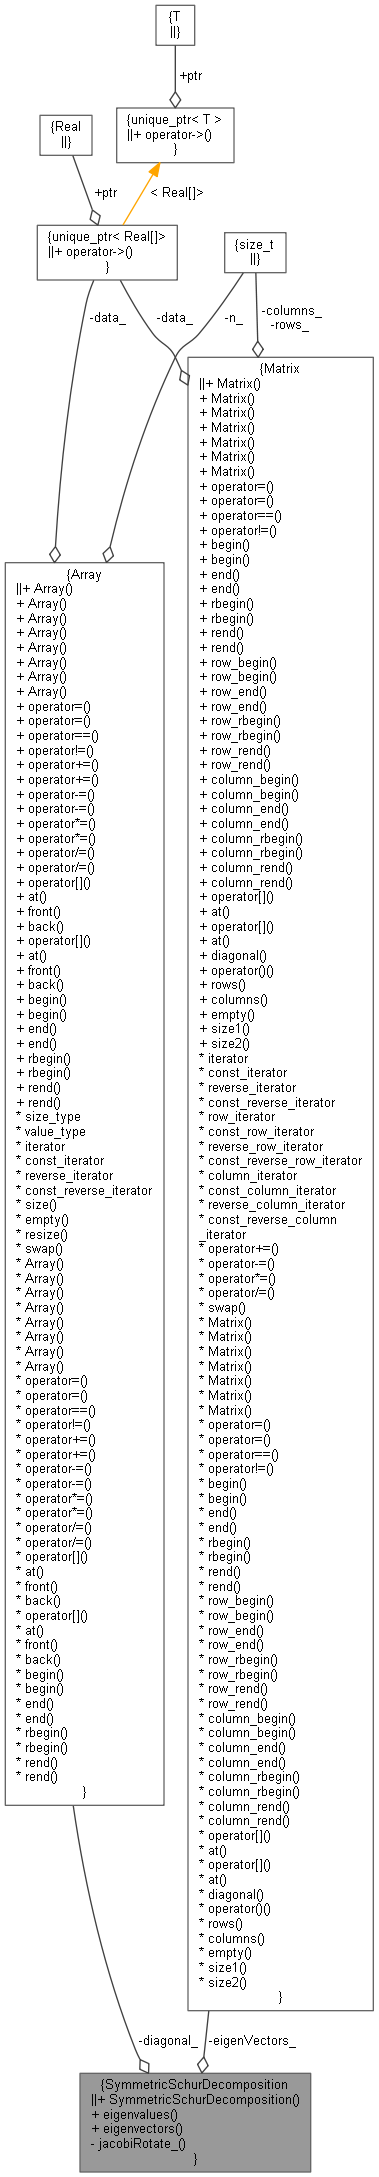 {T
||}
+ptr
{unique_ptr< T >
||+ operator->()
}
{Real
||}
+ptr
< Real[]>
{unique_ptr< Real[]>
||+ operator->()
}
{size_t
||}
-data_
-data_
-n_
-columns_
-rows_
{Matrix
||+ Matrix()
+ Matrix()
+ Matrix()
+ Matrix()
+ Matrix()
+ Matrix()
+ Matrix()
+ operator=()
+ operator=()
+ operator==()
+ operator!=()
+ begin()
+ begin()
+ end()
+ end()
+ rbegin()
+ rbegin()
+ rend()
+ rend()
+ row_begin()
+ row_begin()
+ row_end()
+ row_end()
+ row_rbegin()
+ row_rbegin()
+ row_rend()
+ row_rend()
+ column_begin()
+ column_begin()
+ column_end()
+ column_end()
+ column_rbegin()
+ column_rbegin()
+ column_rend()
+ column_rend()
+ operator[]()
+ at()
+ operator[]()
+ at()
+ diagonal()
+ operator()()
+ rows()
+ columns()
+ empty()
+ size1()
+ size2()
* iterator
* const_iterator
* reverse_iterator
* const_reverse_iterator
* row_iterator
* const_row_iterator
* reverse_row_iterator
* const_reverse_row_iterator
* column_iterator
* const_column_iterator
* reverse_column_iterator
* const_reverse_column
_iterator
* operator+=()
* operator-=()
* operator*=()
* operator/=()
* swap()
* Matrix()
* Matrix()
* Matrix()
* Matrix()
* Matrix()
* Matrix()
* Matrix()
* operator=()
* operator=()
* operator==()
* operator!=()
* begin()
* begin()
* end()
* end()
* rbegin()
* rbegin()
* rend()
* rend()
* row_begin()
* row_begin()
* row_end()
* row_end()
* row_rbegin()
* row_rbegin()
* row_rend()
* row_rend()
* column_begin()
* column_begin()
* column_end()
* column_end()
* column_rbegin()
* column_rbegin()
* column_rend()
* column_rend()
* operator[]()
* at()
* operator[]()
* at()
* diagonal()
* operator()()
* rows()
* columns()
* empty()
* size1()
* size2()
}
{Array
||+ Array()
+ Array()
+ Array()
+ Array()
+ Array()
+ Array()
+ Array()
+ Array()
+ operator=()
+ operator=()
+ operator==()
+ operator!=()
+ operator+=()
+ operator+=()
+ operator-=()
+ operator-=()
+ operator*=()
+ operator*=()
+ operator/=()
+ operator/=()
+ operator[]()
+ at()
+ front()
+ back()
+ operator[]()
+ at()
+ front()
+ back()
+ begin()
+ begin()
+ end()
+ end()
+ rbegin()
+ rbegin()
+ rend()
+ rend()
* size_type
* value_type
* iterator
* const_iterator
* reverse_iterator
* const_reverse_iterator
* size()
* empty()
* resize()
* swap()
* Array()
* Array()
* Array()
* Array()
* Array()
* Array()
* Array()
* Array()
* operator=()
* operator=()
* operator==()
* operator!=()
* operator+=()
* operator+=()
* operator-=()
* operator-=()
* operator*=()
* operator*=()
* operator/=()
* operator/=()
* operator[]()
* at()
* front()
* back()
* operator[]()
* at()
* front()
* back()
* begin()
* begin()
* end()
* end()
* rbegin()
* rbegin()
* rend()
* rend()
}
-diagonal_
-eigenVectors_
{SymmetricSchurDecomposition
||+ SymmetricSchurDecomposition()
+ eigenvalues()
+ eigenvectors()
- jacobiRotate_()
}